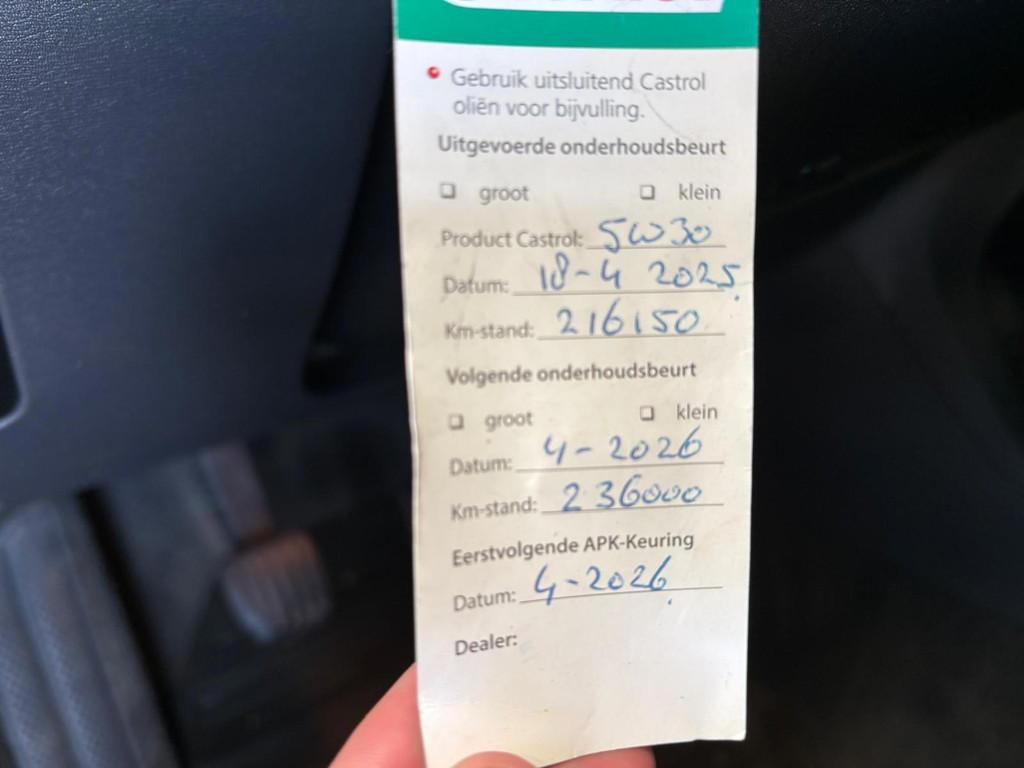 Gebruik uitsluitend Castrol
oliën voor bijvulling.
Uitgevoerde onderhoudsbeurt
groot klein
Product Castrol: 5W30
Datum: 18-4 2025
Km-stand: 216150
Volgende onderhoudsbeurt
groot klein
Datum: 4-2026
Km-stand: 236000
Eerstvolgende APK-Keuring
Datum: 4-2026
Dealer: